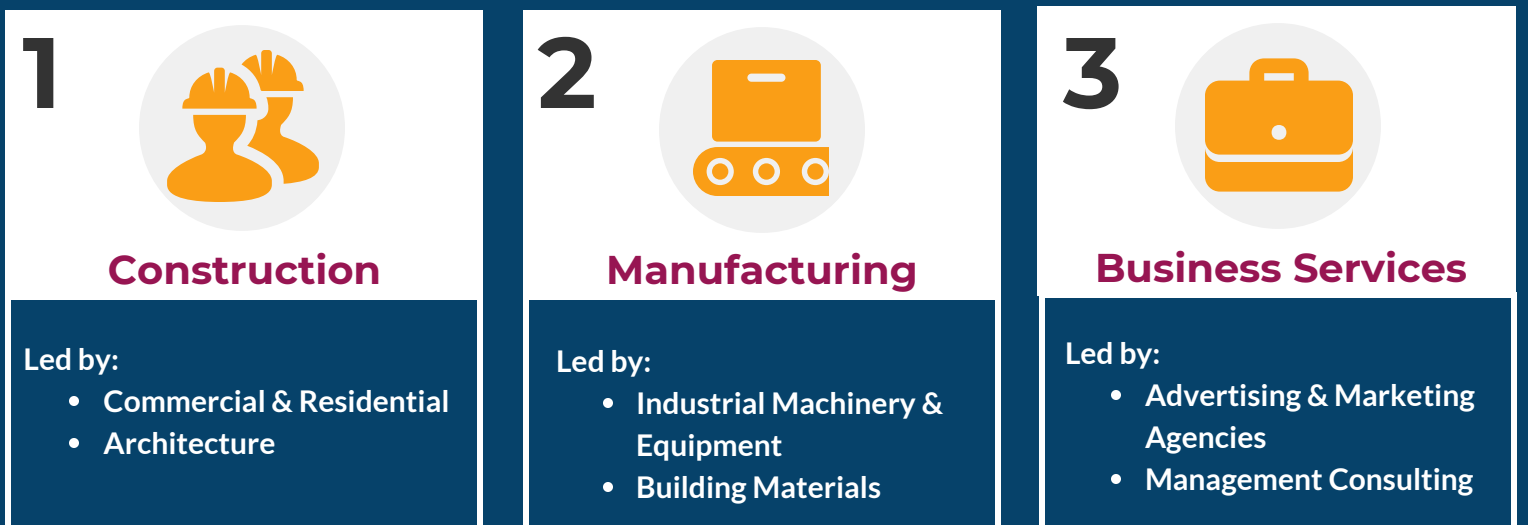 1
Construction
Led by:
• Commercial & Residential
• Architecture
2
Manufacturing
Led by:
• Industrial Machinery &
Equipment
• Building Materials
3
Business Services
Led by:
• Advertising & Marketing
Agencies
• Management Consulting